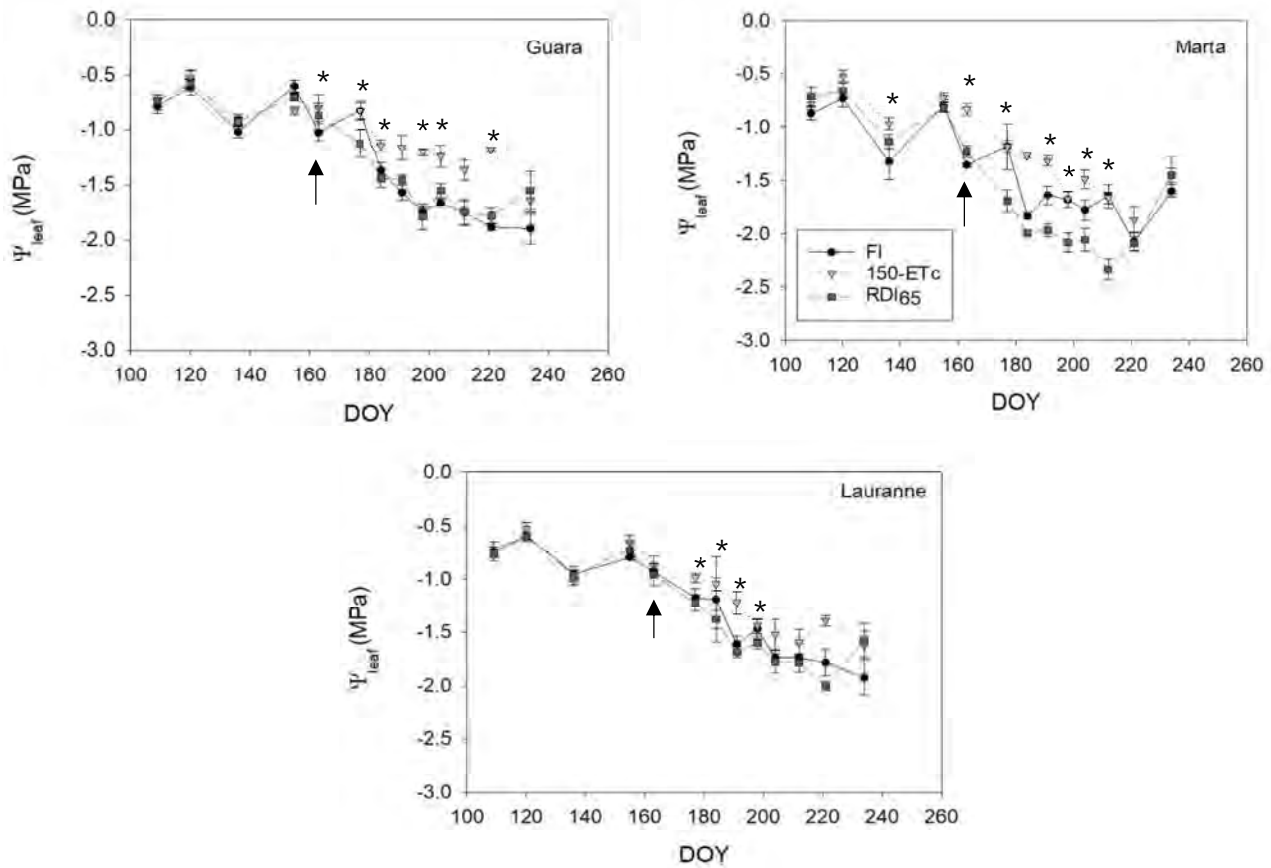 0.0
-0.5
-1.0
-1.5
-2.0
-2.5
-3.0
Ψleaf (MPa)
Guara
* * * * * *
100 120 140 160 180 200 220 240 260
DOY
0.0
-0.5
-1.0
-1.5
-2.0
-2.5
-3.0
Ψleaf (MPa)
Marta
* * * * * * *
FI
150-ETc
RDI65
100 120 140 160 180 200 220 240 260
DOY
0.0
-0.5
-1.0
-1.5
-2.0
-2.5
-3.0
Ψleaf (MPa)
Lauranne
* * * *
100 120 140 160 180 200 220 240 260
DOY